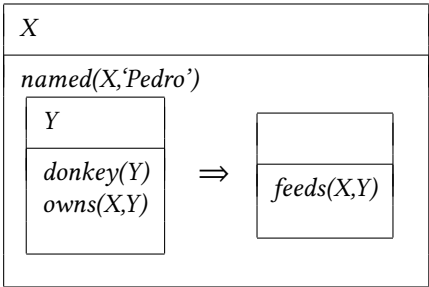 X
named(X,‘Pedro’)
Y
donkey(Y)
owns(X,Y)
⇒
feeds(X,Y)